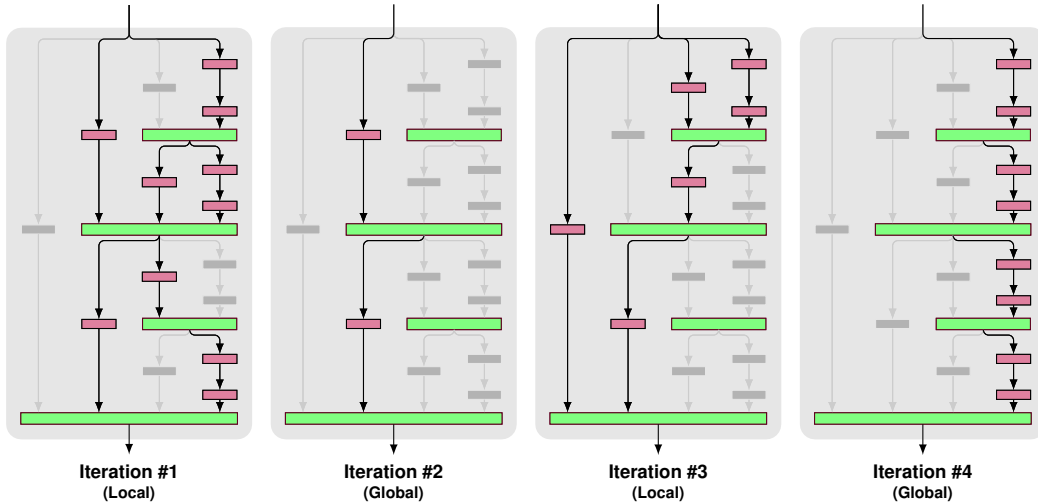 Iteration #1
(Local)
Iteration #2
(Global)
Iteration #3
(Local)
Iteration #4
(Global)